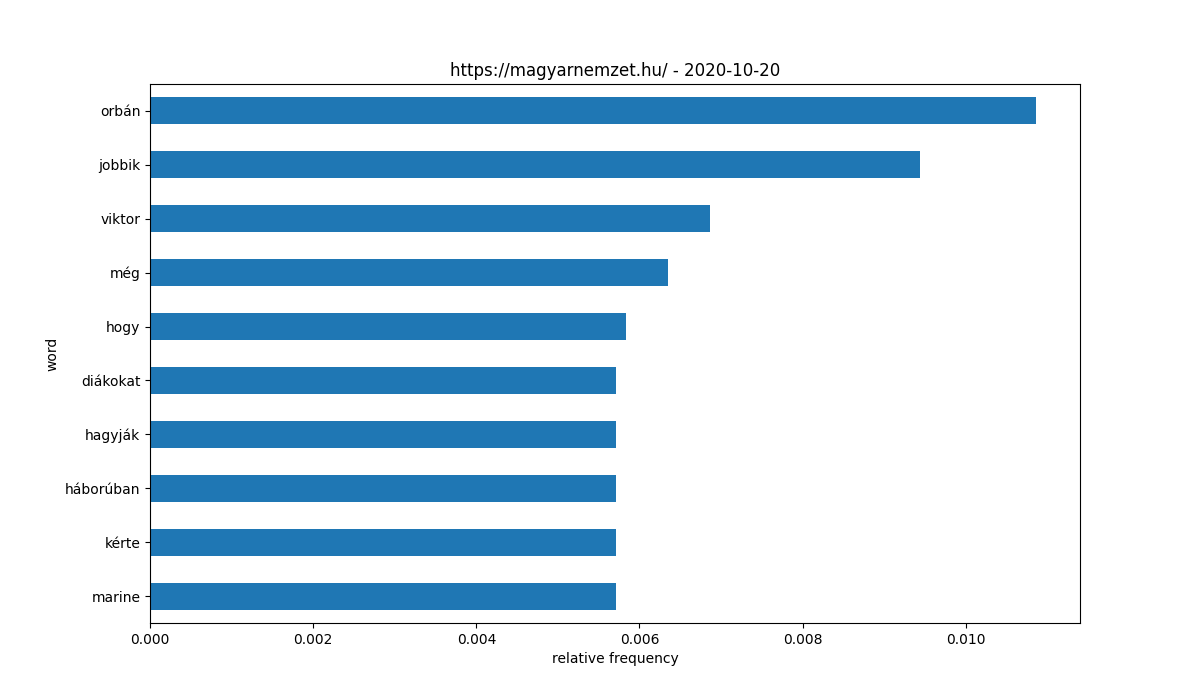 https://magyarnemzet.hu/ - 2020-10-20
orbán
jobbik
viktor
még
hogy
diákokat
hagyják
háborúban
kérte
marine
word
0.000 0.002 0.004 0.006 0.008 0.010
relative frequency